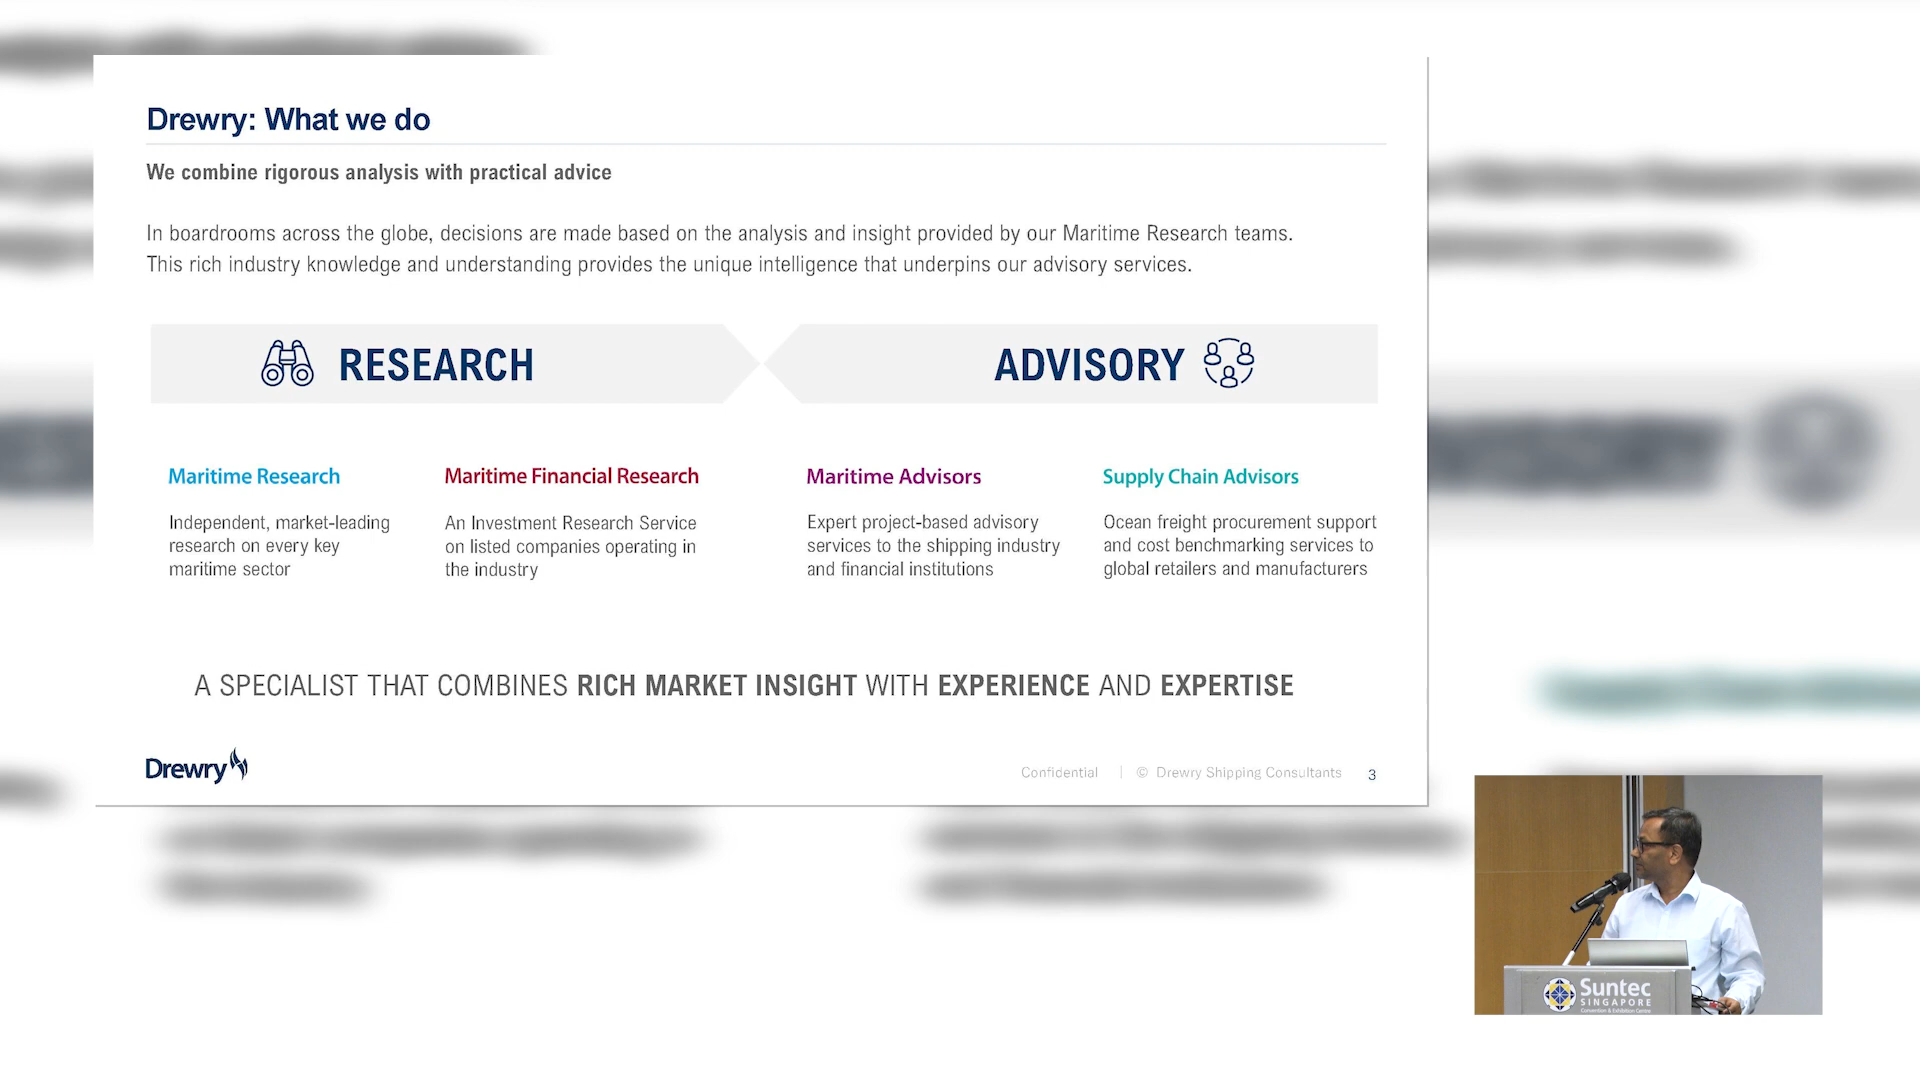 Drewry: What we do
We combine rigorous analysis with practical advice
In boardrooms across the globe, decisions are made based on the analysis and insight provided by our Maritime Research teams.
This rich industry knowledge and understanding provides the unique intelligence that underpins our advisory services.
RESEARCH
ADVISORY
Maritime Research
Independent, market-leading
research on every key
maritime sector
Maritime Financial Research
An Investment Research Service
on listed companies operating in
the industry
Maritime Advisors
Expert project-based advisory
services to the shipping industry
and financial institutions
Supply Chain Advisors
Ocean freight procurement support
and cost benchmarking services to
global retailers and manufacturers
A SPECIALIST THAT COMBINES RICH MARKET INSIGHT WITH EXPERIENCE AND EXPERTISE
Drewry
Confidential | © Drewry Shipping Consultants 3
Suntec
SINGAPORE
Convention & Exhibition Centre